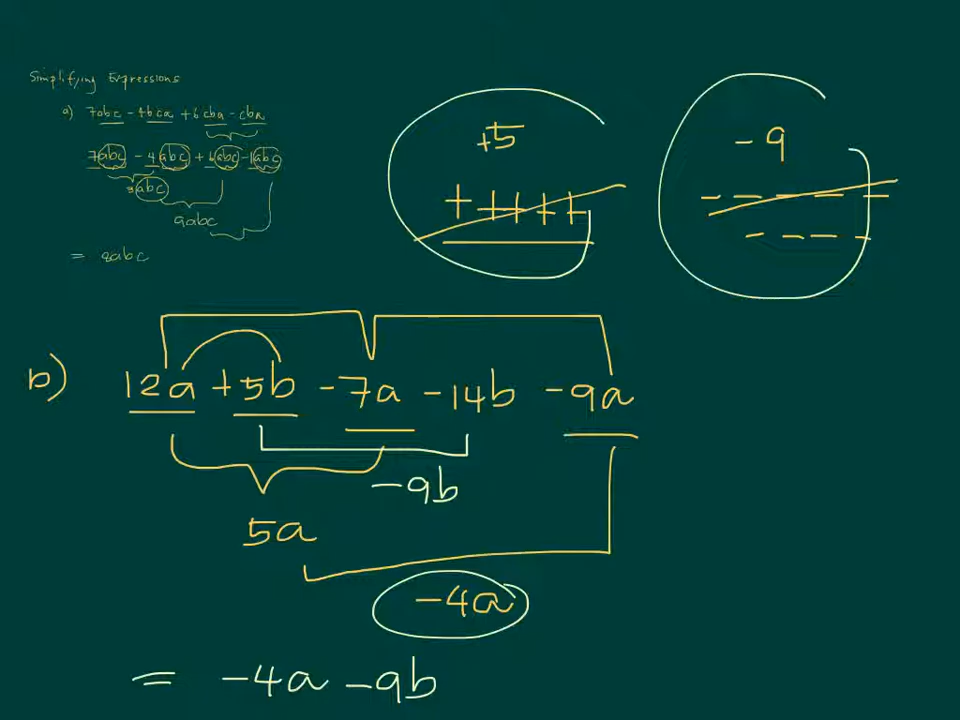 Simplifying Expressions
a) 7abc - 4bca + 6cba - cba
7abc - 4abc + 6abc - 1abc
3abc
9abc
= 8abc
+5
+ + + + +
- 9
- - - - -
- - - -
b) 12a + 5b - 7a - 14b - 9a
-9b
5a
-4a
= -4a - 9b